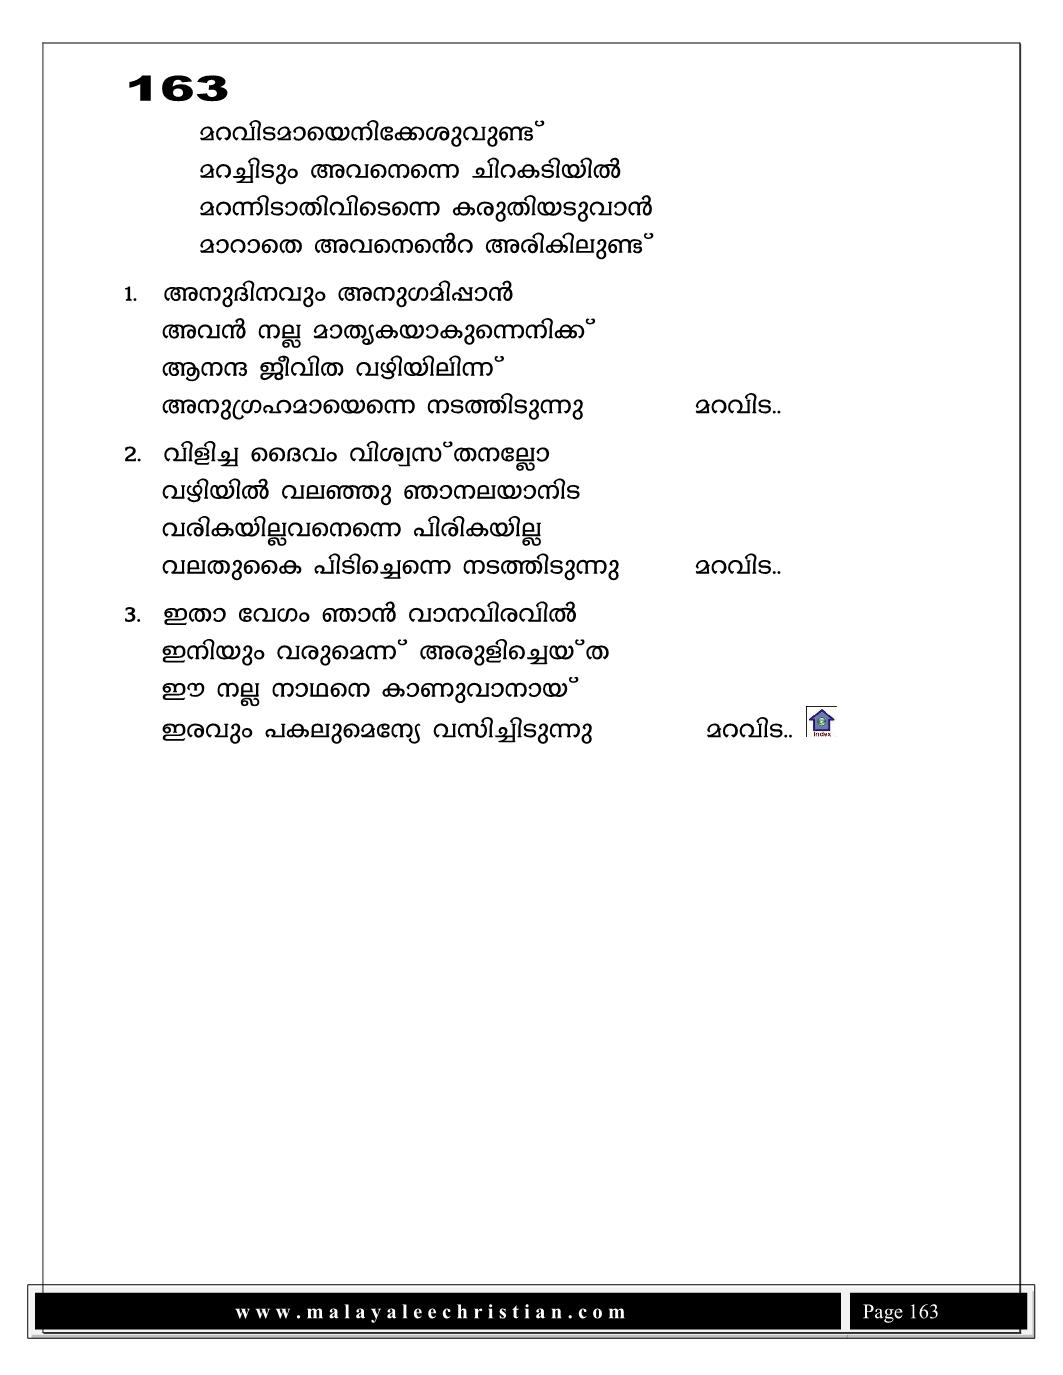 163
മറവിടമായെനിക്കേശുവുണ്ട്
മറച്ചിടും അവനെന്നെ ചിറകടിയിൽ
മറന്നിടാതിവിടെന്നെ കരുതിയടുവാൻ
മാറാതെ അവനെൻെറ അരികിലുണ്ട്
1. അനുദിനവും അനുഗമിപ്പാൻ
അവൻ നല്ല മാതൃകയാകുന്നെനിക്ക്
ആനന്ദ ജീവിത വഴിയിലിന്ന്
അനുഗ്രഹമായെന്നെ നടത്തിടുന്നു മറവിട..
2. വിളിച്ച ദൈവം വിശ്വസ്തനല്ലോ
വഴിയിൽ വലഞ്ഞു ഞാനലയാനിട
വരികയില്ലവനെന്നെ പിരികയില്ല
വലതുകൈ പിടിച്ചെന്നെ നടത്തിടുന്നു മറവിട..
3. ഇതാ വേഗം ഞാൻ വാനവിരവിൽ
ഇനിയും വരുമെന്ന് അരുളിച്ചെയ്ത
ഈ നല്ല നാഥനെ കാണുവാനായ്
ഇരവും പകലുമെന്യേ വസിച്ചിടുന്നു മറവിട.. Index
www.malayaleechristian.com Page 163